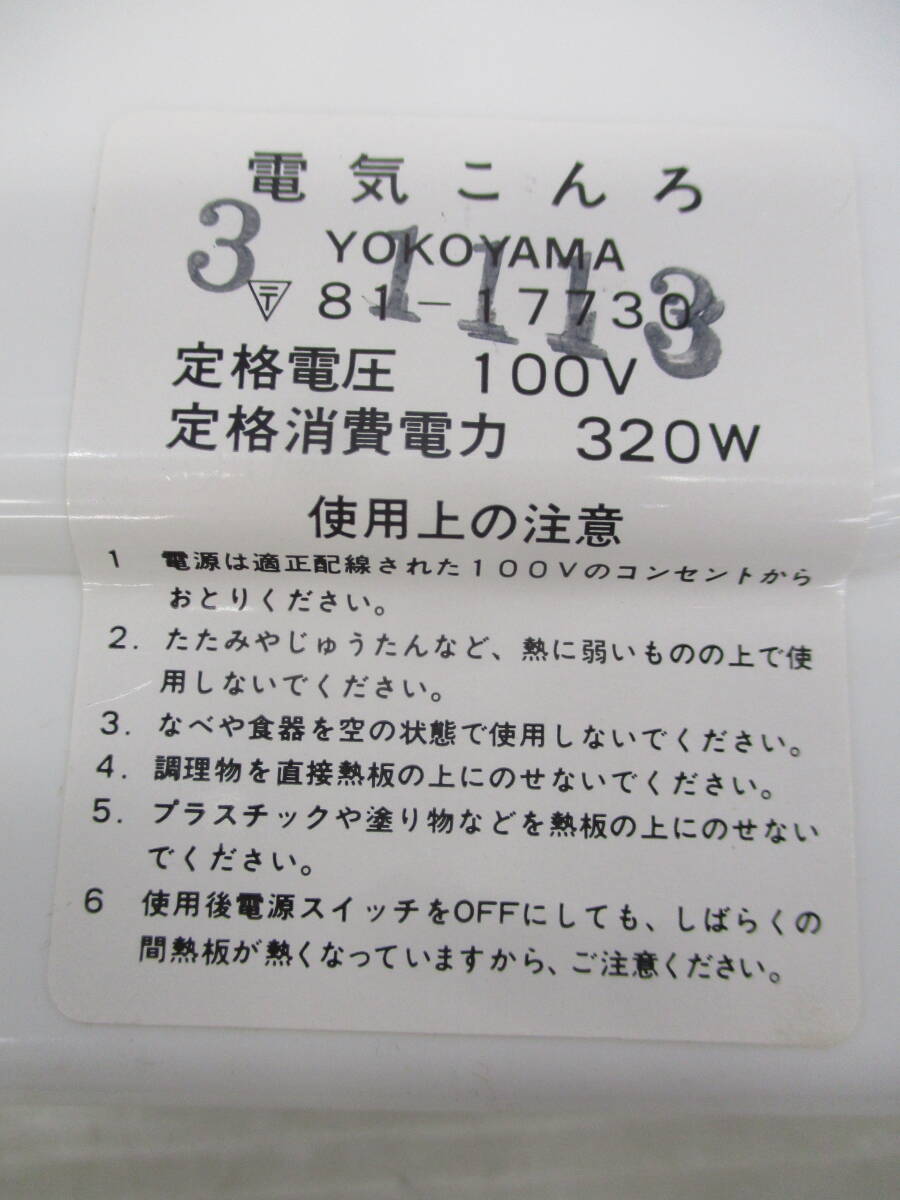 電気こんろ
YOKOYAMA
3 1113
〒 81-17730
定格電圧 100V
定格消費電力 320W
使用上の注意
1 電源は適正配線された100Vのコンセントから
おとりください。
2. たたみやじゅうたんなど、熱に弱いものの上で使
用しないでください。
3. なべや食器を空の状態で使用しないでください。
4. 調理物を直接熱板の上にのせないでください。
5. プラスチックや塗り物などを熱板の上にのせない
でください。
6 使用後電源スイッチをOFFにしても、しばらくの
間熱板が熱くなっていますから、ご注意ください。